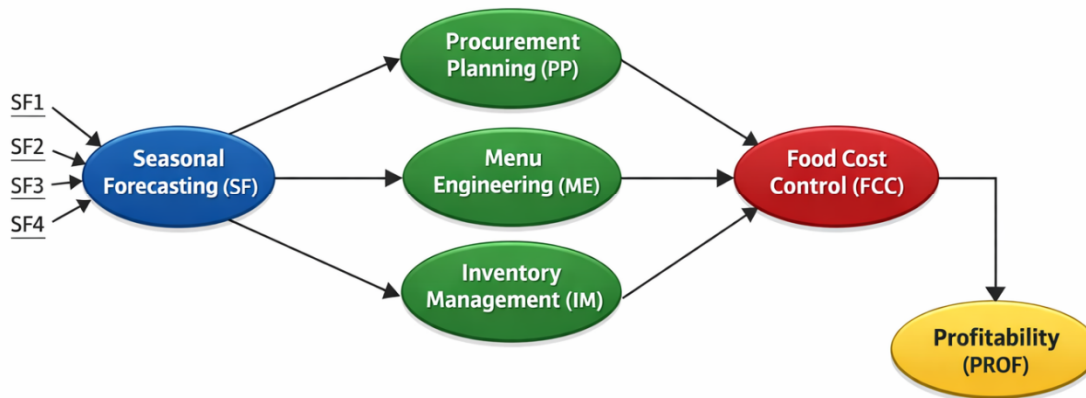 Procurement
Planning (PP)
SF1
SF2
SF3
SF4
Seasonal
Forecasting (SF)
Menu
Engineering (ME)
Food Cost
Control (FCC)
Inventory
Management (IM)
Profitability
(PROF)